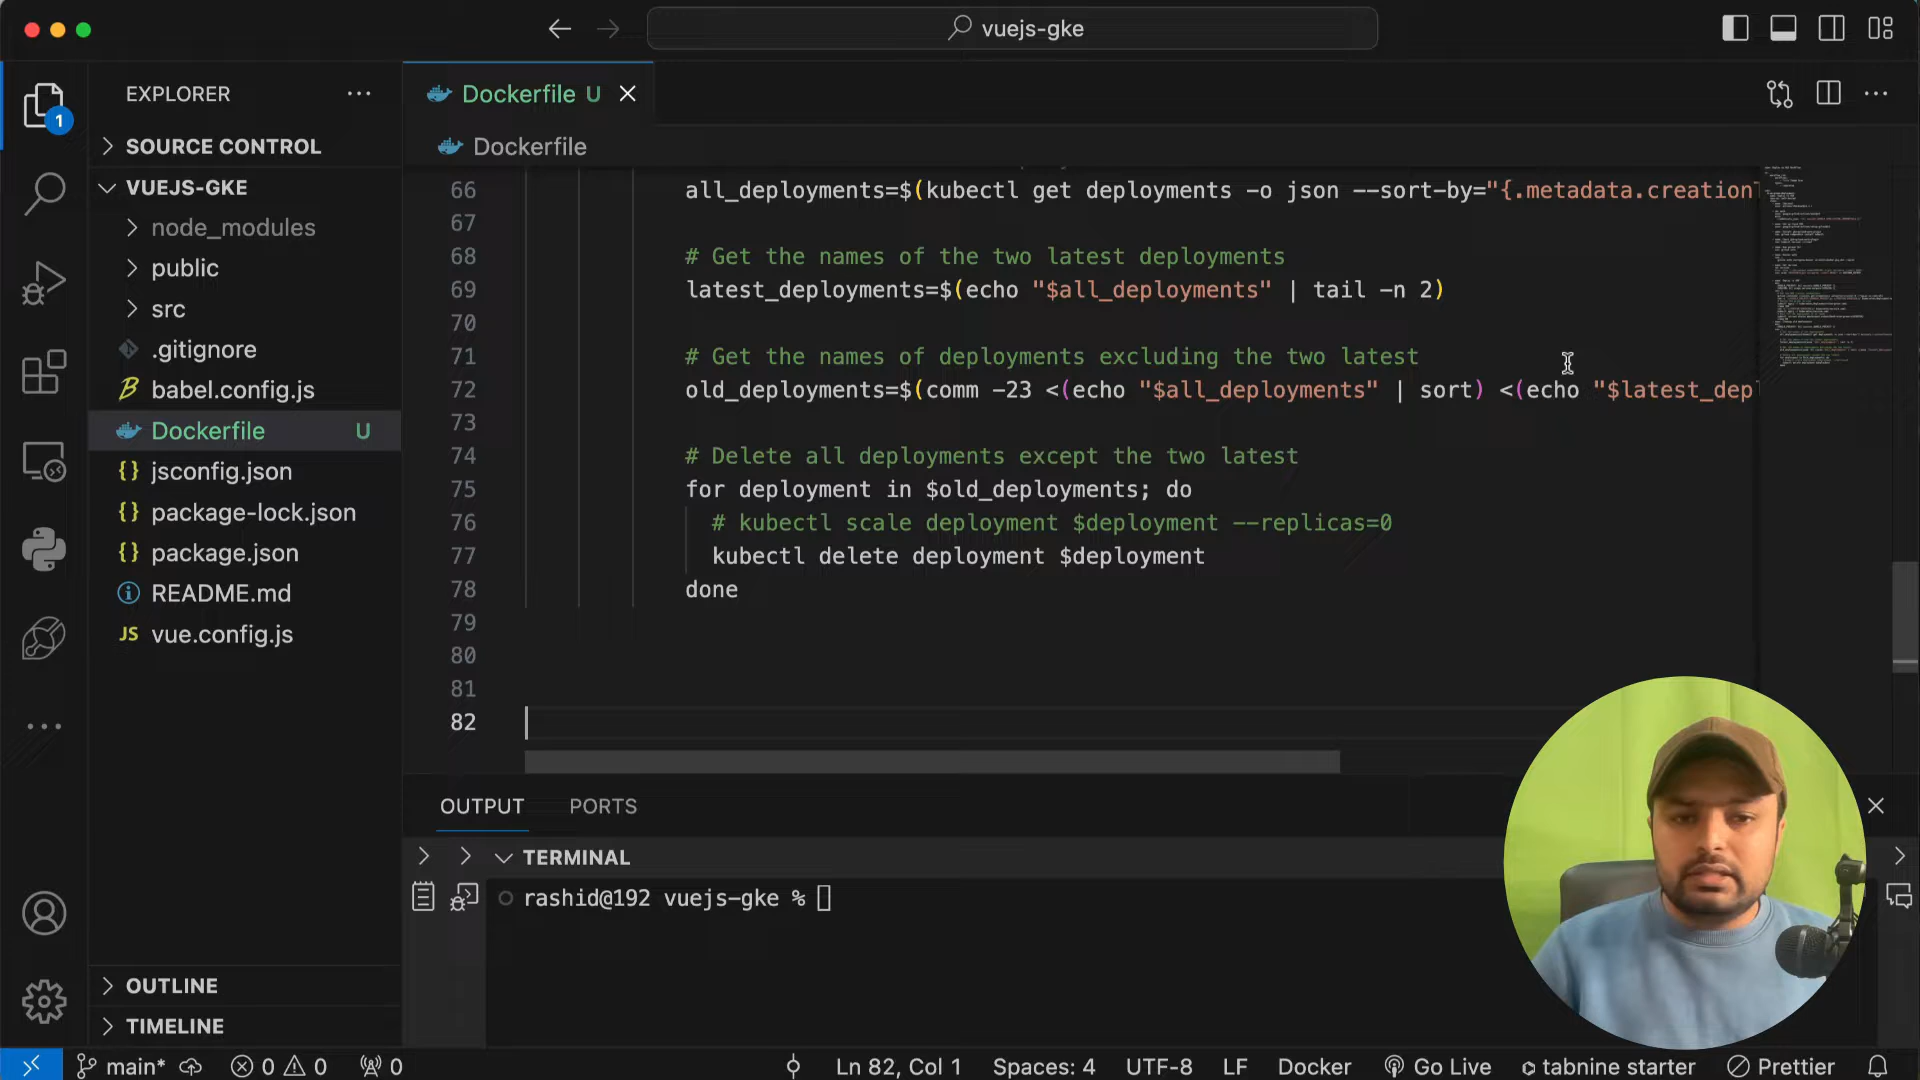 vuejs-gke
EXPLORER
SOURCE CONTROL
VUEJS-GKE
node_modules
public
src
.gitignore
babel.config.js
Dockerfile U
jsconfig.json
package-lock.json
package.json
README.md
JS vue.config.js
OUTLINE
TIMELINE
1
Dockerfile U
Dockerfile
66 all_deployments=$(kubectl get deployments -o json --sort-by="{.metadata.creation
67
68 # Get the names of the two latest deployments
69 latest_deployments=$(echo "$all_deployments" | tail -n 2)
70
71 # Get the names of deployments excluding the two latest
72 old_deployments=$(comm -23 <(echo "$all_deployments" | sort) <(echo "$latest_dep
73
74 # Delete all deployments except the two latest
75 for deployment in $old_deployments; do
76 # kubectl scale deployment $deployment --replicas=0
77 kubectl delete deployment $deployment
78 done
79
80
81
82
OUTPUT PORTS
TERMINAL
rashid@192 vuejs-gke %
main* 0 0 0 Ln 82, Col 1 Spaces: 4 UTF-8 LF Docker Go Live tabnine starter Prettier